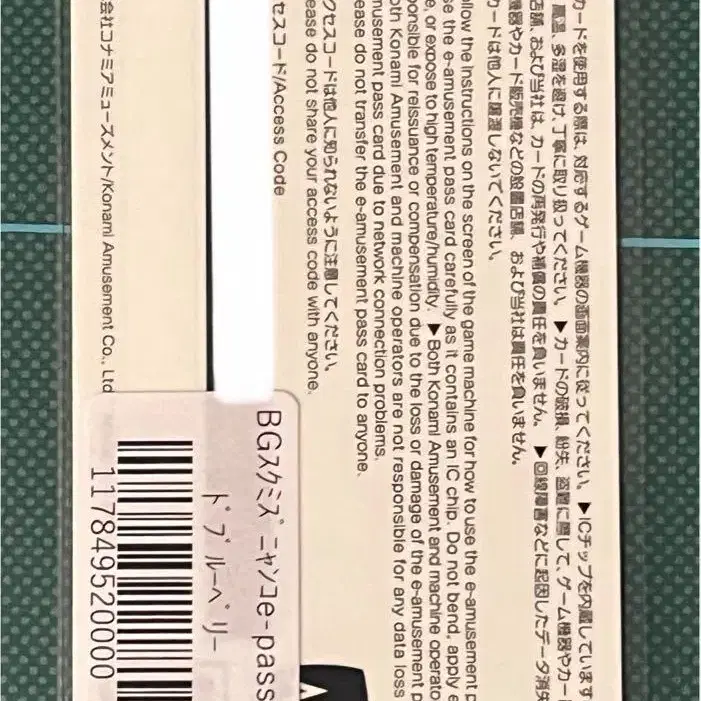 カードを使用する際は、対応するゲーム機器の画面案内に従ってください。▶ICチップを内蔵しています
高温、多湿を避け、丁寧に取り扱ってください。▶カードの破損、紛失、盗難に際して、ゲーム機器やカード
店舗、および当社は、カードの再発行や補償の責任を負いません。▶回線障害などに起因したデータ消失
機器やカード販売機などの設置店舗、および当社は責任を負いません。
カードは他人に譲渡しないでください。
llow the instructions on the screen of the game machine for how to use the e-amusement p
se the e-amusement pass card carefully as it contains an IC chip. Do not bend, apply e
e, or expose to high temperature/humidity. ▶Both Konami Amusement and machine operato
ponsible for reissuance or compensation due to the loss or damage of the e-amusement p
oth Konami Amusement and machine operators are not responsible for any data loss
musement pass card due to network connection problems.
ease do not transfer the e-amusement pass card to anyone.
クセスコードは他人に知られないように注意してください。
ease do not share your access code with anyone.
セスコード/Access Code
会社コナミアミューズメント/Konami Amusement Co., Ltd
BGスクミズ ニャンコe-pass
ド ブルーベリー
117849520000